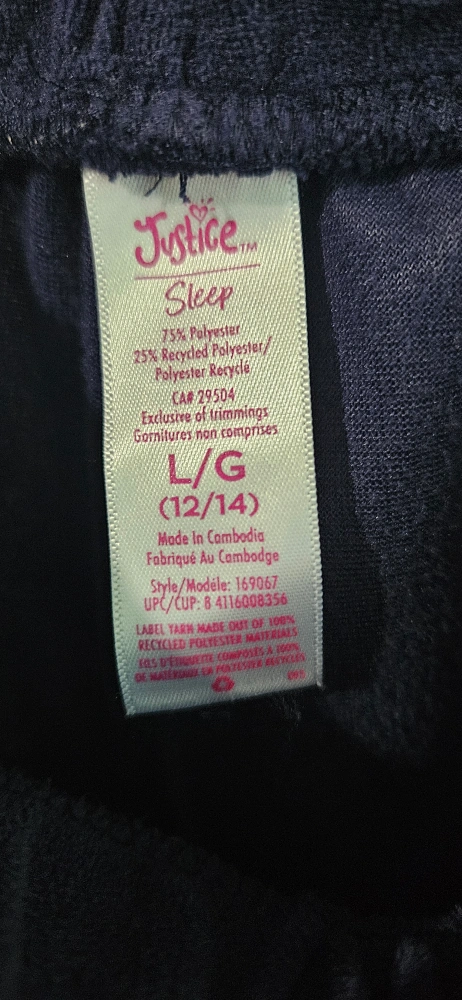 Justice™
Sleep
75% Polyester
25% Recycled Polyester/
Polyester Recyclé
CA# 29504
Exclusive of trimmings
Garnitures non comprises
L/G
(12/14)
Made In Cambodia
Fabriqué Au Cambodge
Style/Modèle: 169067
UPC/CUP: 8 4116008356
LABEL YARN MADE OUT OF 100%
RECYCLED POLYESTER MATERIALS
FILS D'ÉTIQUETTE COMPOSÉS À 100%
DE MATÉRIAUX EN POLYESTER RECYCLÉS